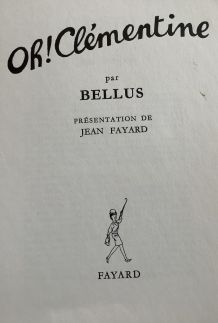 Oh! Clémentine
par
BELLUS
PRÉSENTATION DE
JEAN FAYARD
FAYARD